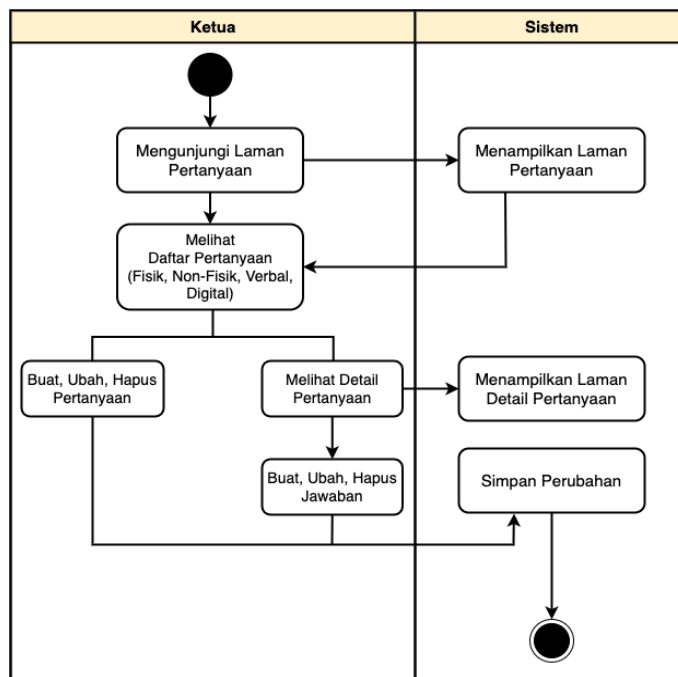 Ketua
Sistem
Mengunjungi Laman
Pertanyaan
Menampilkan Laman
Pertanyaan
Melihat
Daftar Pertanyaan
(Fisik, Non-Fisik, Verbal,
Digital)
Buat, Ubah, Hapus
Pertanyaan
Melihat Detail
Pertanyaan
Menampilkan Laman
Detail Pertanyaan
Buat, Ubah, Hapus
Jawaban
Simpan Perubahan